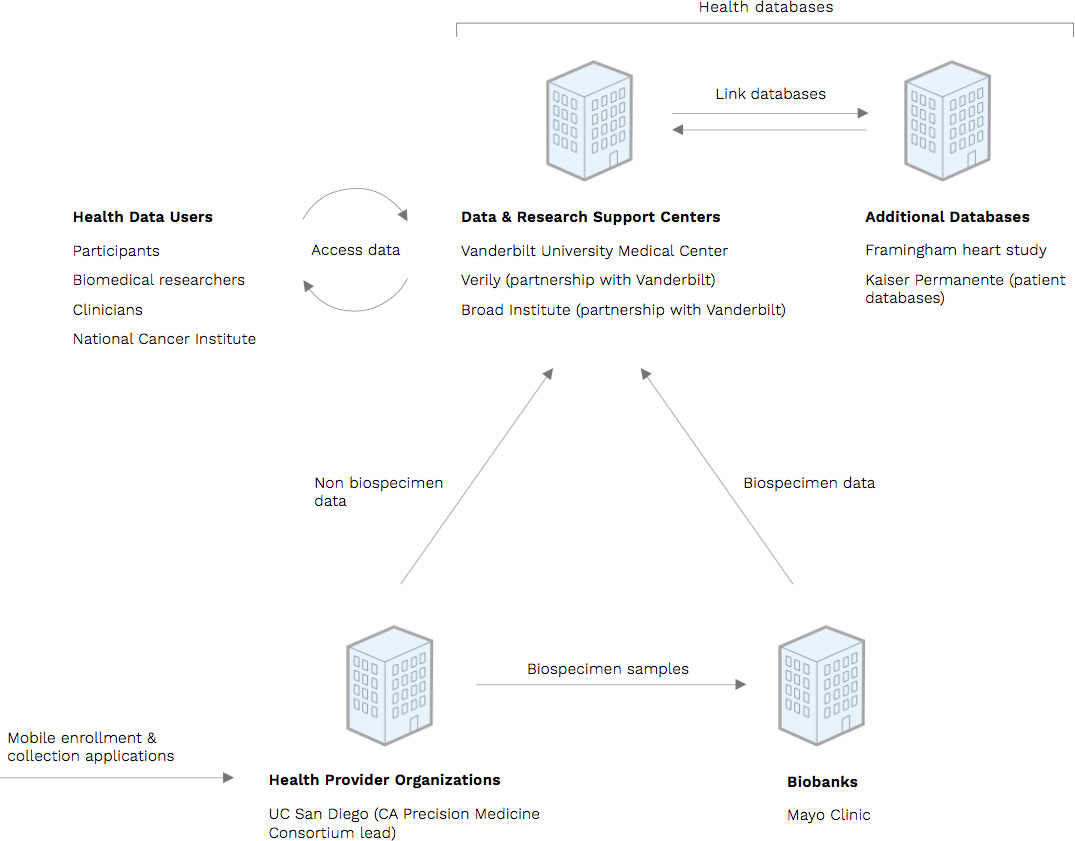 Health databases
Link databases
Health Data Users
Participants
Biomedical researchers
Clinicians
National Cancer Institute
Access data
Data & Research Support Centers
Vanderbilt University Medical Center
Verily (partnership with Vanderbilt)
Broad Institute (partnership with Vanderbilt)
Additional Databases
Framingham heart study
Kaiser Permanente (patient
databases)
Non biospecimen
data
Biospecimen data
Biospecimen samples
Mobile enrollment &
collection applications
Health Provider Organizations
UC San Diego (CA Precision Medicine
Consortium lead)
Biobanks
Mayo Clinic